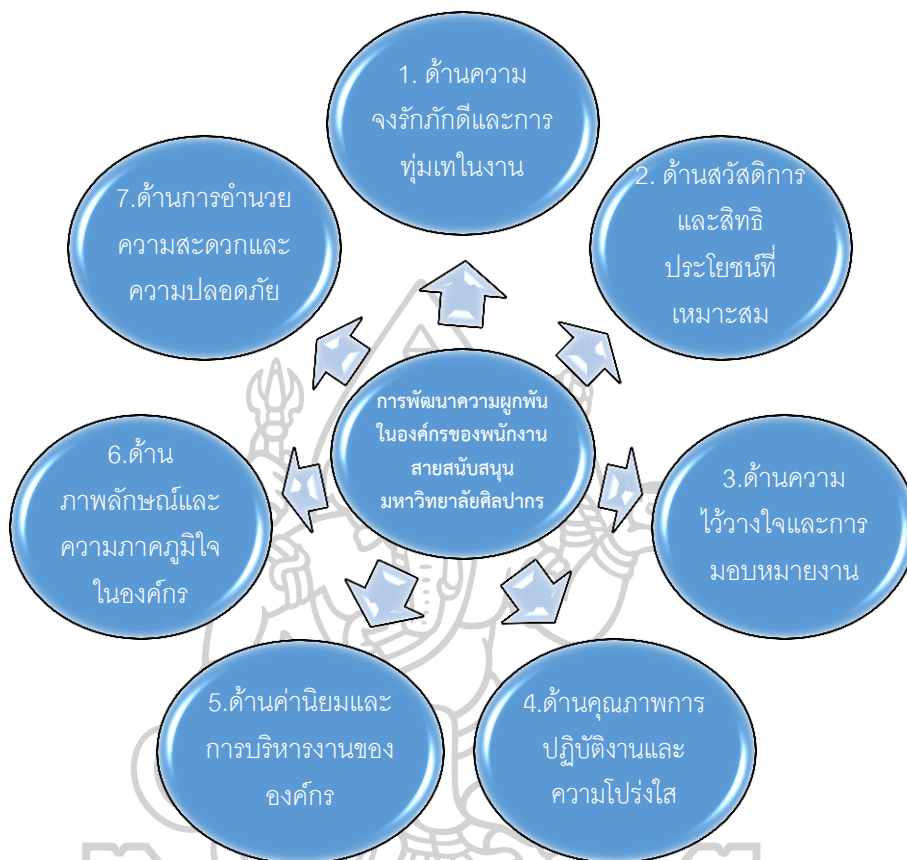 1. ด้านความ
จงรักภักดีและการ
ทุ่มเทในงาน
2. ด้านสวัสดิการ
และสิทธิ
ประโยชน์ที่
เหมาะสม
3.ด้านความ
ไว้วางใจและการ
มอบหมายงาน
4.ด้านคุณภาพการ
ปฏิบัติงานและ
ความโปร่งใส
5.ด้านค่านิยมและ
การบริหารงานของ
องค์กร
6.ด้าน
ภาพลักษณ์และ
ความภาคภูมิใจ
ในองค์กร
7.ด้านการอำนวย
ความสะดวกและ
ความปลอดภัย
การพัฒนาความผูกพัน
ในองค์กรของพนักงาน
สายสนับสนุน
มหาวิทยาลัยศิลปากร